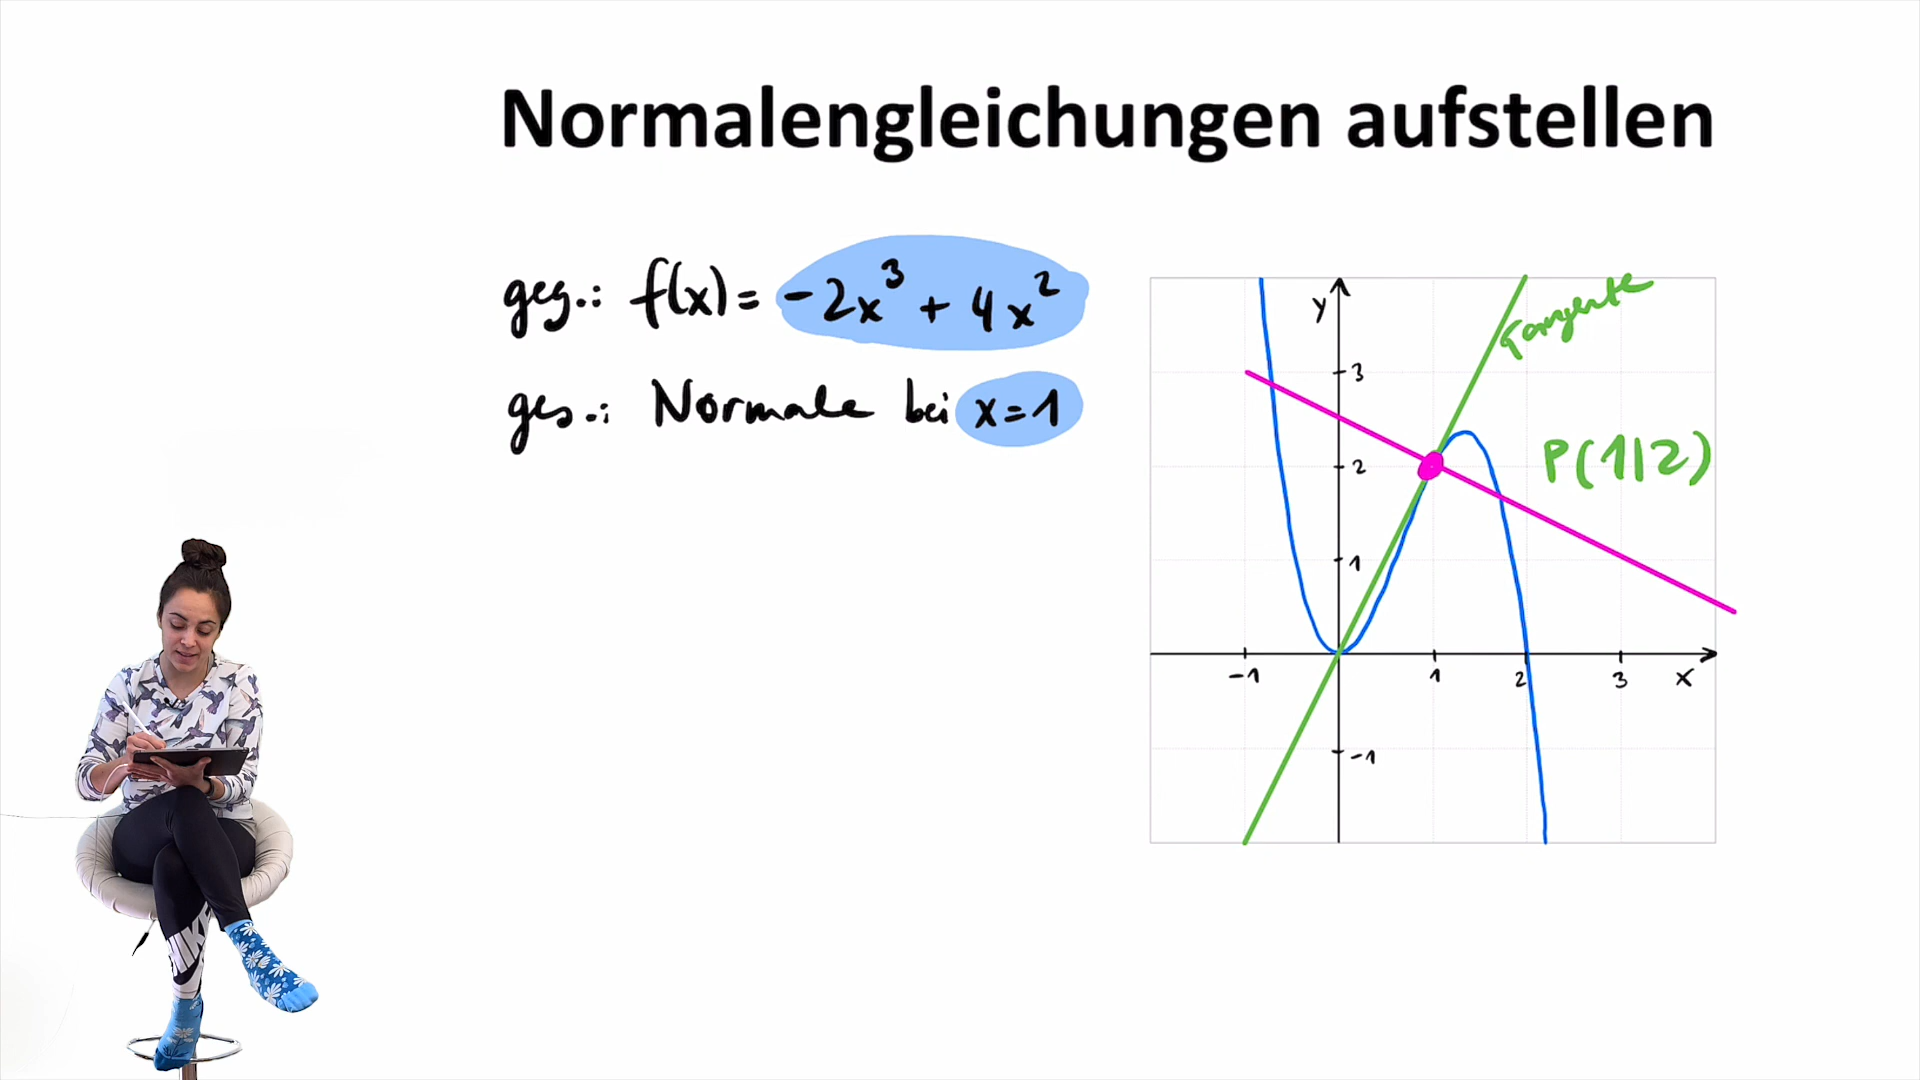 Normalengleichungen aufstellen
geg.: f(x) = -2x³ + 4x²
ges.: Normale bei x=1
y
Tangente
3
P(1|2)
2
1
-1 1 2 3 x
-1
NIKE